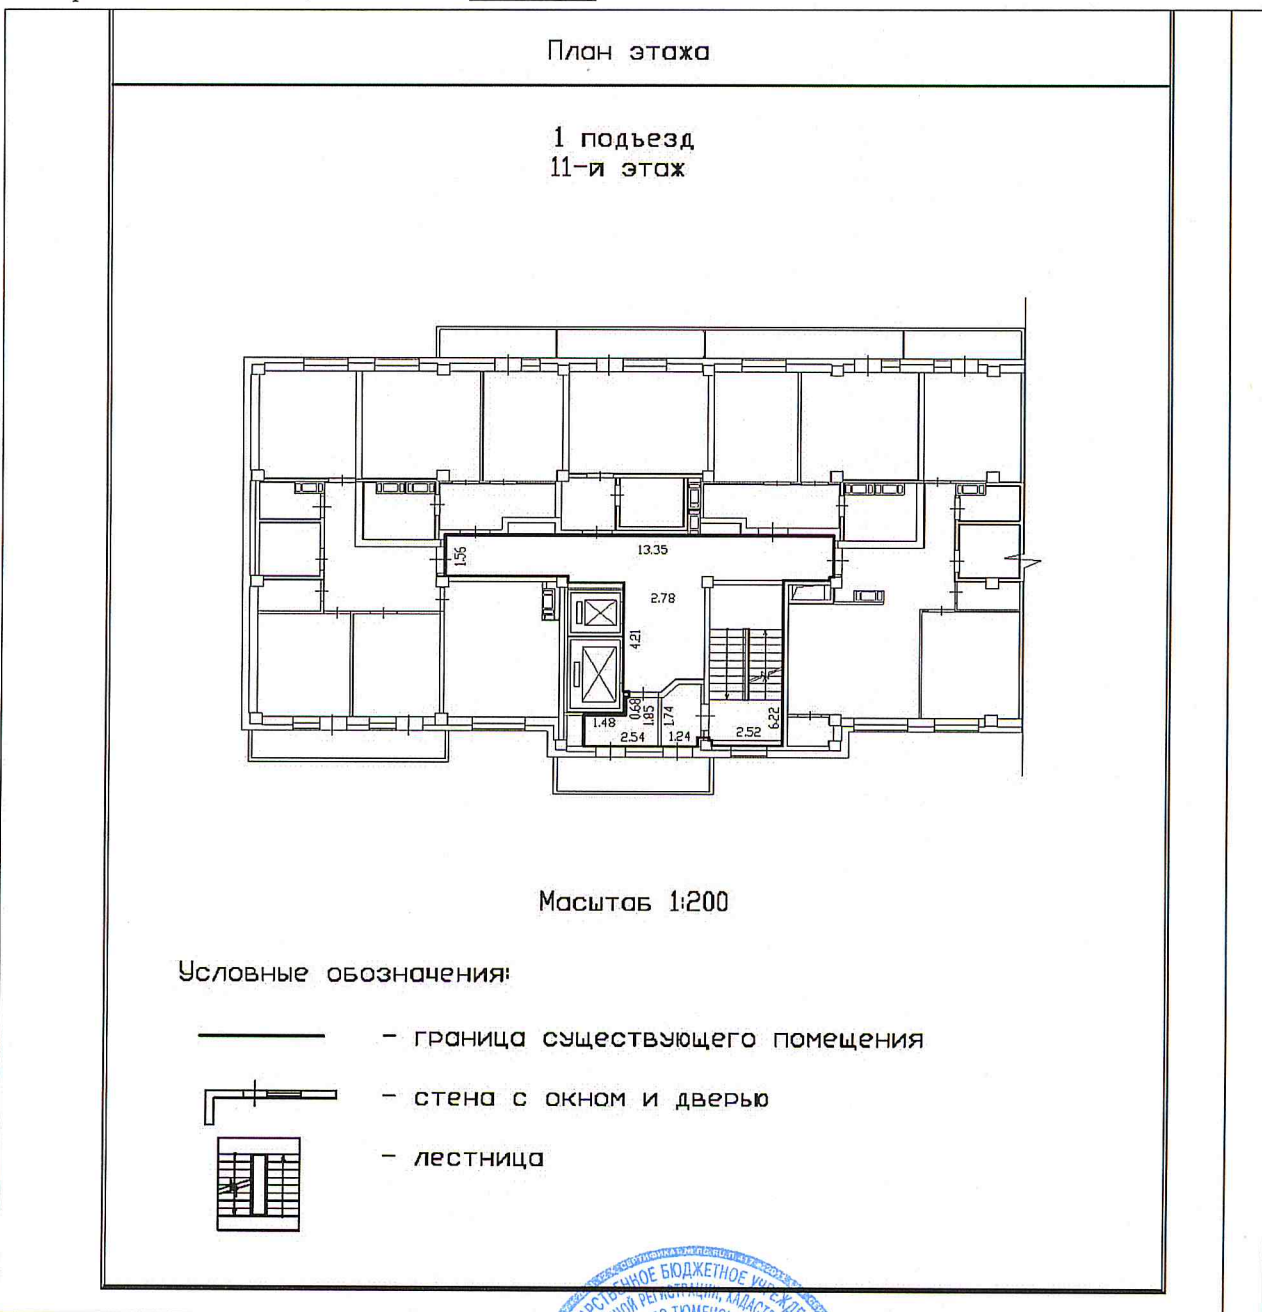 План этажа
1 подъезд
11-й этаж
13.35
1.56
2.78
4.21
0.68
1.85
1.74
6.22
1.48
2.54
1.24
2.52
Масштаб 1:200
Условные обозначения:
- граница существующего помещения
- стена с окном и дверью
- лестница
БЮДЖЕТНОЕ
РЕГИСТРАЦИИ,